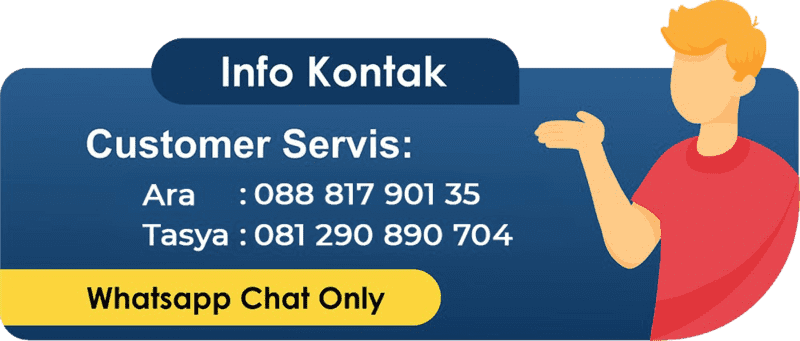 Info Kontak
Customer Servis:
Ara : 088 817 901 35
Tasya : 081 290 890 704
Whatsapp Chat Only